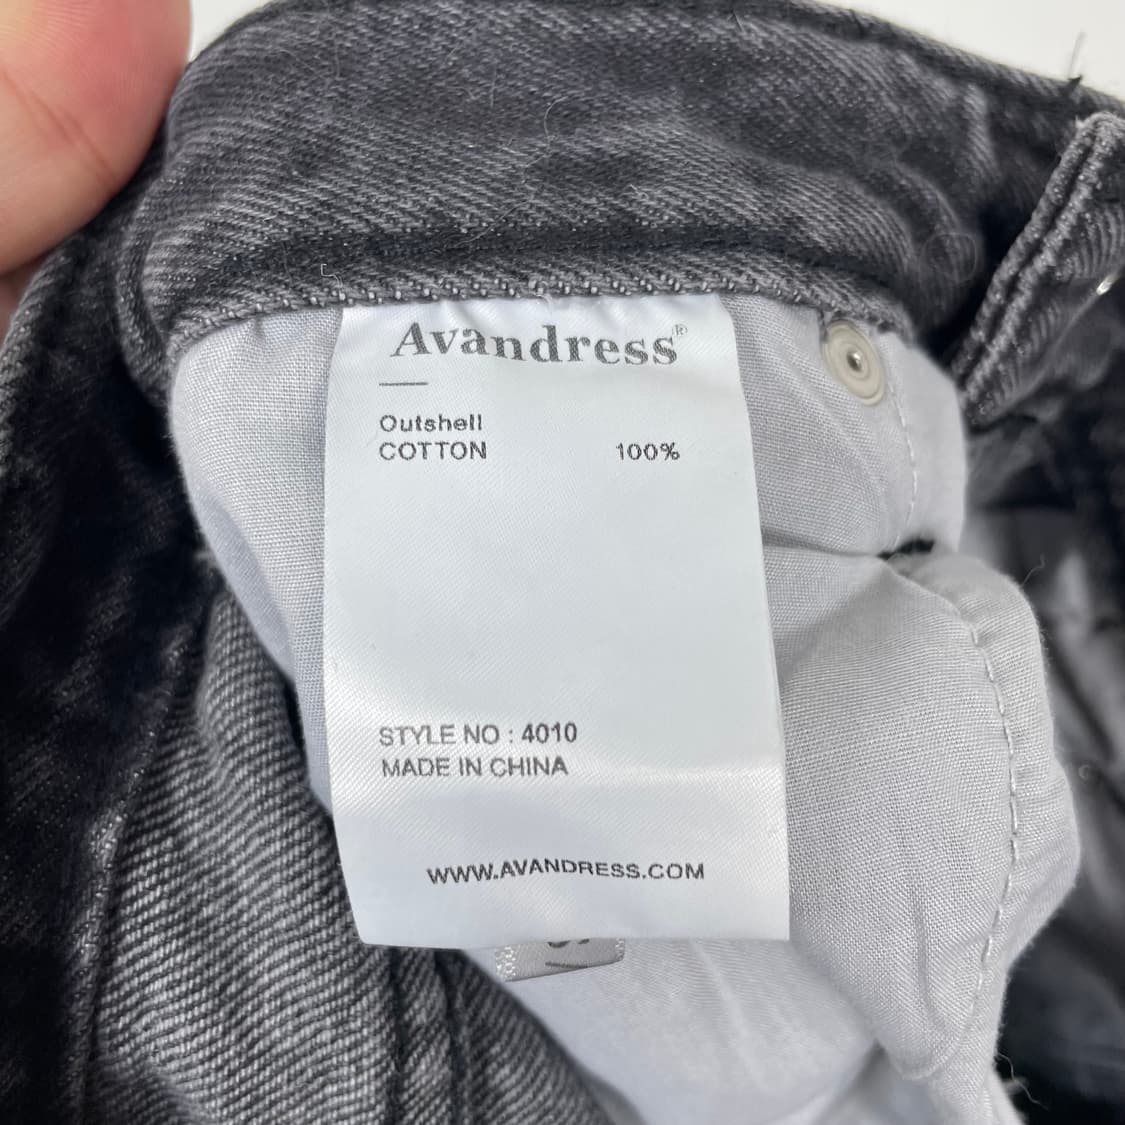 Avandress®
Outshell
COTTON 100%
STYLE NO : 4010
MADE IN CHINA
WWW.AVANDRESS.COM